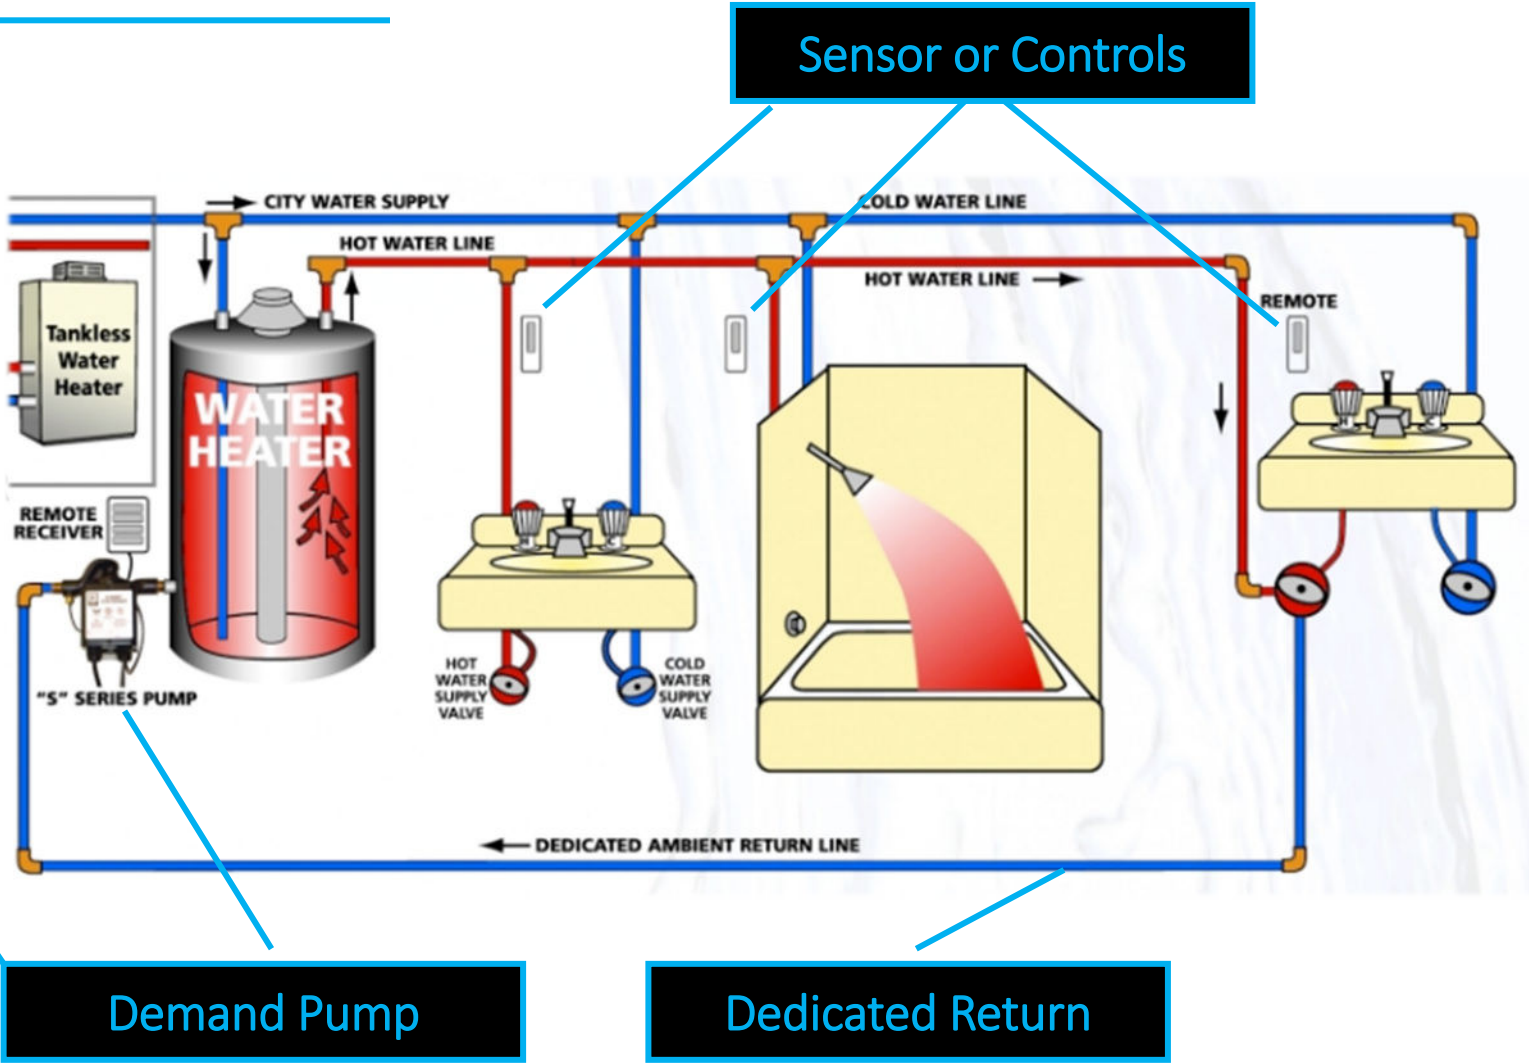 Sensor or Controls
CITY WATER SUPPLY
COLD WATER LINE
HOT WATER LINE
HOT WATER LINE
REMOTE
Tankless
Water
Heater
WATER
HEATER
REMOTE
RECEIVER
"S" SERIES PUMP
HOT
WATER
SUPPLY
VALVE
COLD
WATER
SUPPLY
VALVE
DEDICATED AMBIENT RETURN LINE
Demand Pump
Dedicated Return